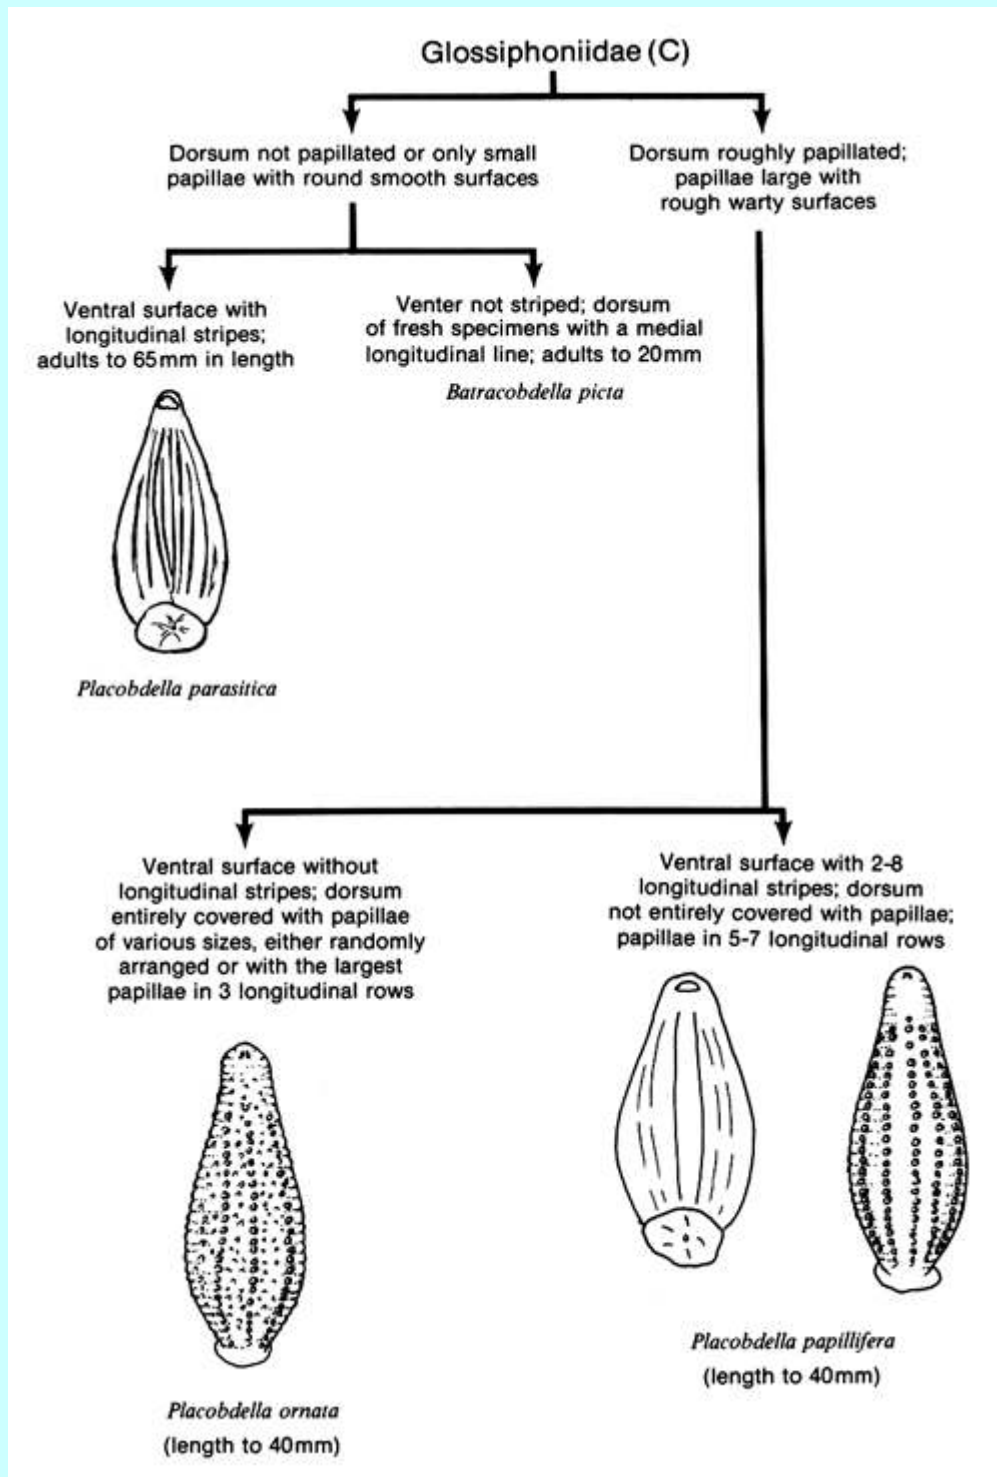 Glossiphoniidae (C)
Dorsum not papillated or only small
papillae with round smooth surfaces
Dorsum roughly papillated;
papillae large with
rough warty surfaces
Ventral surface with
longitudinal stripes;
adults to 65mm in length
Venter not striped; dorsum
of fresh specimens with a medial
longitudinal line; adults to 20mm
Batracobdella picta
Placobdella parasitica
Ventral surface without
longitudinal stripes; dorsum
entirely covered with papillae
of various sizes, either randomly
arranged or with the largest
papillae in 3 longitudinal rows
Ventral surface with 2-8
longitudinal stripes; dorsum
not entirely covered with papillae;
papillae in 5-7 longitudinal rows
Placobdella papillifera
(length to 40mm)
Placobdella ornata
(length to 40mm)